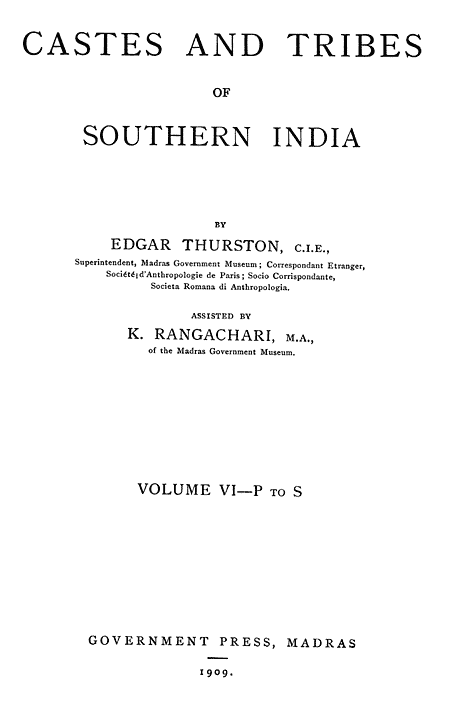 CASTES AND TRIBES
OF
SOUTHERN INDIA
BY
EDGAR THURSTON, C.I.E.,
Superintendent, Madras Government Museum; Correspondant Etranger,
Société d'Anthropologie de Paris; Socio Corrispondante,
Societa Romana di Anthropologia.
ASSISTED BY
K. RANGACHARI, M.A.,
of the Madras Government Museum.
VOLUME VI—P TO S
GOVERNMENT PRESS, MADRAS
1909.